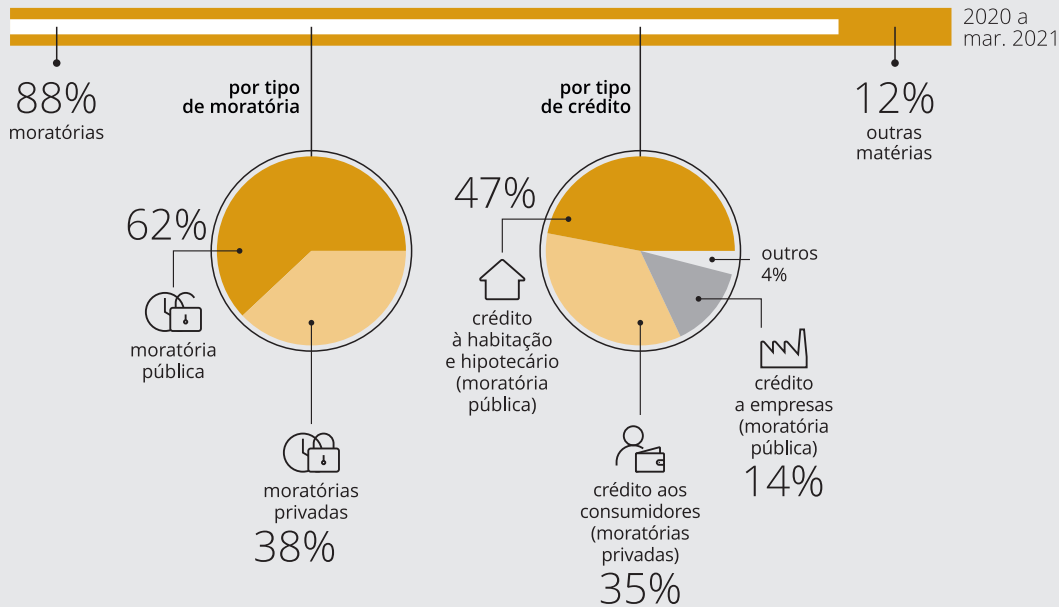 2020 a
mar. 2021
88%
moratórias
por tipo
de moratória
por tipo
de crédito
12%
outras
matérias
62%
moratória
pública
moratórias
privadas
38%
47%
crédito
à habitação
e hipotecário
(moratória
pública)
outros
4%
crédito
a empresas
(moratória
pública)
14%
crédito aos
consumidores
(moratórias
privadas)
35%